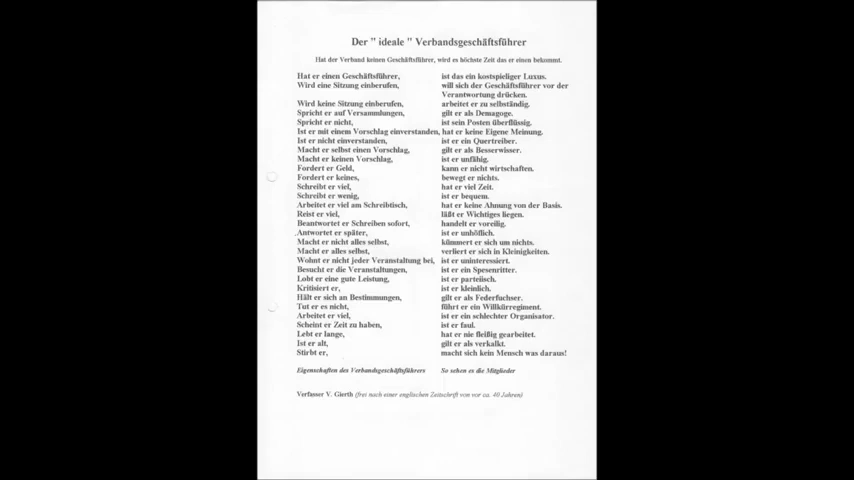 Der " ideale " Verbandsgeschäftsführer
Hat der Verband keinen Geschäftsführer, wird es höchste Zeit das er einen bekommt.
Hat er einen Geschäftsführer, ist das ein kostspieliger Luxus.
Wird eine Sitzung einberufen, will sich der Geschäftsführer vor der
Verantwortung drücken.
Wird keine Sitzung einberufen, arbeitet er zu selbständig.
Spricht er auf Versammlungen, gilt er als Demagoge.
Spricht er nicht, ist sein Posten überflüssig.
Ist er mit einem Vorschlag einverstanden, hat er keine Eigene Meinung.
Ist er nicht einverstanden, ist er ein Quertreiber.
Macht er selbst einen Vorschlag, gilt er als Besserwisser.
Macht er keinen Vorschlag, ist er unfähig.
Fordert er Geld, kann er nicht wirtschaften.
Fordert er keines, bewegt er nichts.
Schreibt er viel, hat er viel Zeit.
Schreibt er wenig, ist er bequem.
Arbeitet er viel am Schreibtisch, hat er keine Ahnung von der Basis.
Reist er viel, läßt er Wichtiges liegen.
Beantwortet er Schreiben sofort, handelt er voreilig.
Antwortet er später, ist er unhöflich.
Macht er nicht alles selbst, kümmert er sich um nichts.
Macht er alles selbst, verliert er sich in Kleinigkeiten.
Wohnt er nicht jeder Veranstaltung bei, ist er uninteressiert.
Besucht er die Veranstaltungen, ist er ein Spesenritter.
Lobt er eine gute Leistung, ist er parteiisch.
Kritisiert er, ist er kleinlich.
Hält er sich an Bestimmungen, gilt er als Federfuchser.
Tut er es nicht, führt er ein Willkürregiment.
Arbeitet er viel, ist er ein schlechter Organisator.
Scheint er Zeit zu haben, ist er faul.
Lebt er lange, hat er nie fleißig gearbeitet.
Ist er alt, gilt er als verkalkt.
Stirbt er, macht sich kein Mensch was daraus!
Eigenschaften des Verbandsgeschäftsführers So sehen es die Mitglieder
Verfasser V. Gierth (frei nach einer englischen Zeitschrift von vor ca. 40 Jahren)